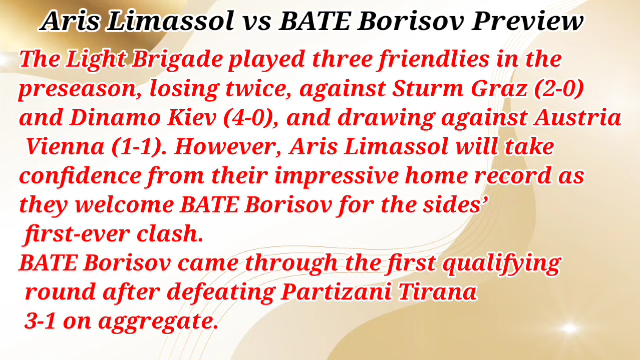 Aris Limassol vs BATE Borisov Preview
The Light Brigade played three friendlies in the
preseason, losing twice, against Sturm Graz (2-0)
and Dinamo Kiev (4-0), and drawing against Austria
Vienna (1-1). However, Aris Limassol will take
confidence from their impressive home record as
they welcome BATE Borisov for the sides’
first-ever clash.
BATE Borisov came through the first qualifying
round after defeating Partizani Tirana
3-1 on aggregate.